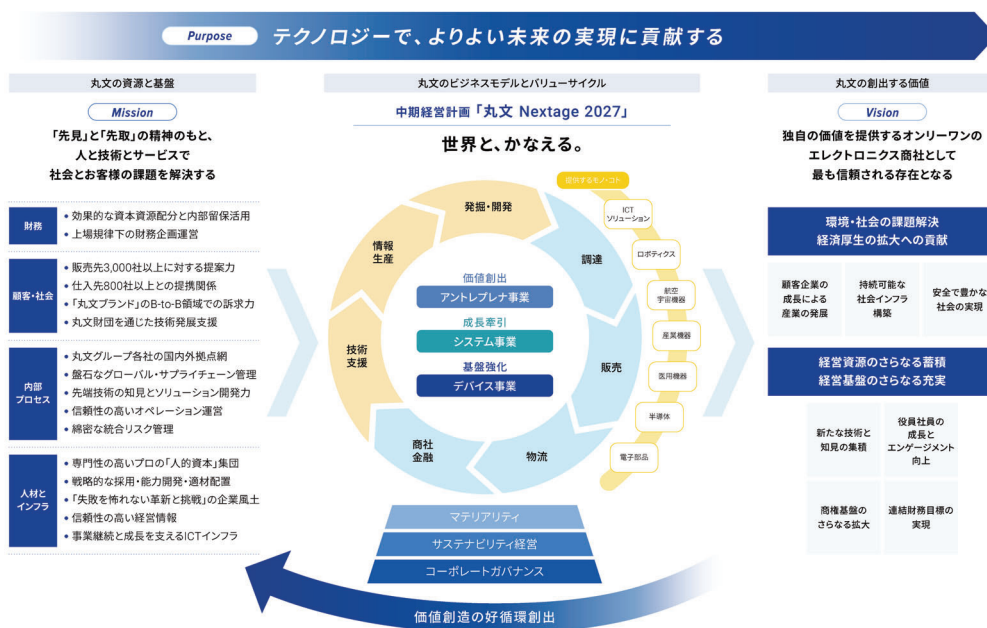 Purpose テクノロジーで、よりよい未来の実現に貢献する
丸文の資源と基盤
Mission
「先見」と「先取」の精神のもと、
人と技術とサービスで
社会とお客様の課題を解決する
財務
• 効果的な資本資源配分と内部留保活用
• 上場規律下の財務企画運営
顧客・社会
• 販売先3,000社以上に対する提案力
• 仕入先800社以上との提携関係
• 「丸文ブランド」のB-to-B領域での訴求力
• 丸文財団を通じた技術発展支援
内部
プロセス
• 丸文グループ各社の国内外拠点網
• 盤石なグローバル・サプライチェーン管理
• 先端技術の知見とソリューション開発力
• 信頼性の高いオペレーション運営
• 綿密な統合リスク管理
人材と
インフラ
• 専門性の高いプロの「人的資本」集団
• 戦略的な採用・能力開発・適材配置
• 「失敗を怖れない革新と挑戦」の企業風土
• 信頼性の高い経営情報
• 事業継続と成長を支えるICTインフラ
丸文のビジネスモデルとバリューサイクル
中期経営計画「丸文 Nextage 2027」
世界と、かなえる。
発掘・開発
調達
販売
物流
商社
金融
技術
支援
情報
生産
価値創出
アントレプレナ事業
成長牽引
システム事業
基盤強化
デバイス事業
提供するモノ・コト
ICT
ソリューション
ロボティクス
航空
宇宙機器
産業機器
医用機器
半導体
電子部品
マテリアリティ
サステナビリティ経営
コーポレートガバナンス
価値創造の好循環創出
丸文の創出する価値
Vision
独自の価値を提供するオンリーワンの
エレクトロニクス商社として
最も信頼される存在となる
環境・社会の課題解決
経済厚生の拡大への貢献
顧客企業の
成長による
産業の発展
持続可能な
社会インフラ
構築
安全で豊かな
社会の実現
経営資源のさらなる蓄積
経営基盤のさらなる充実
新たな技術と
知見の集積
役員社員の
成長と
エンゲージメント
向上
商権基盤の
さらなる拡大
連結財務目標の
実現